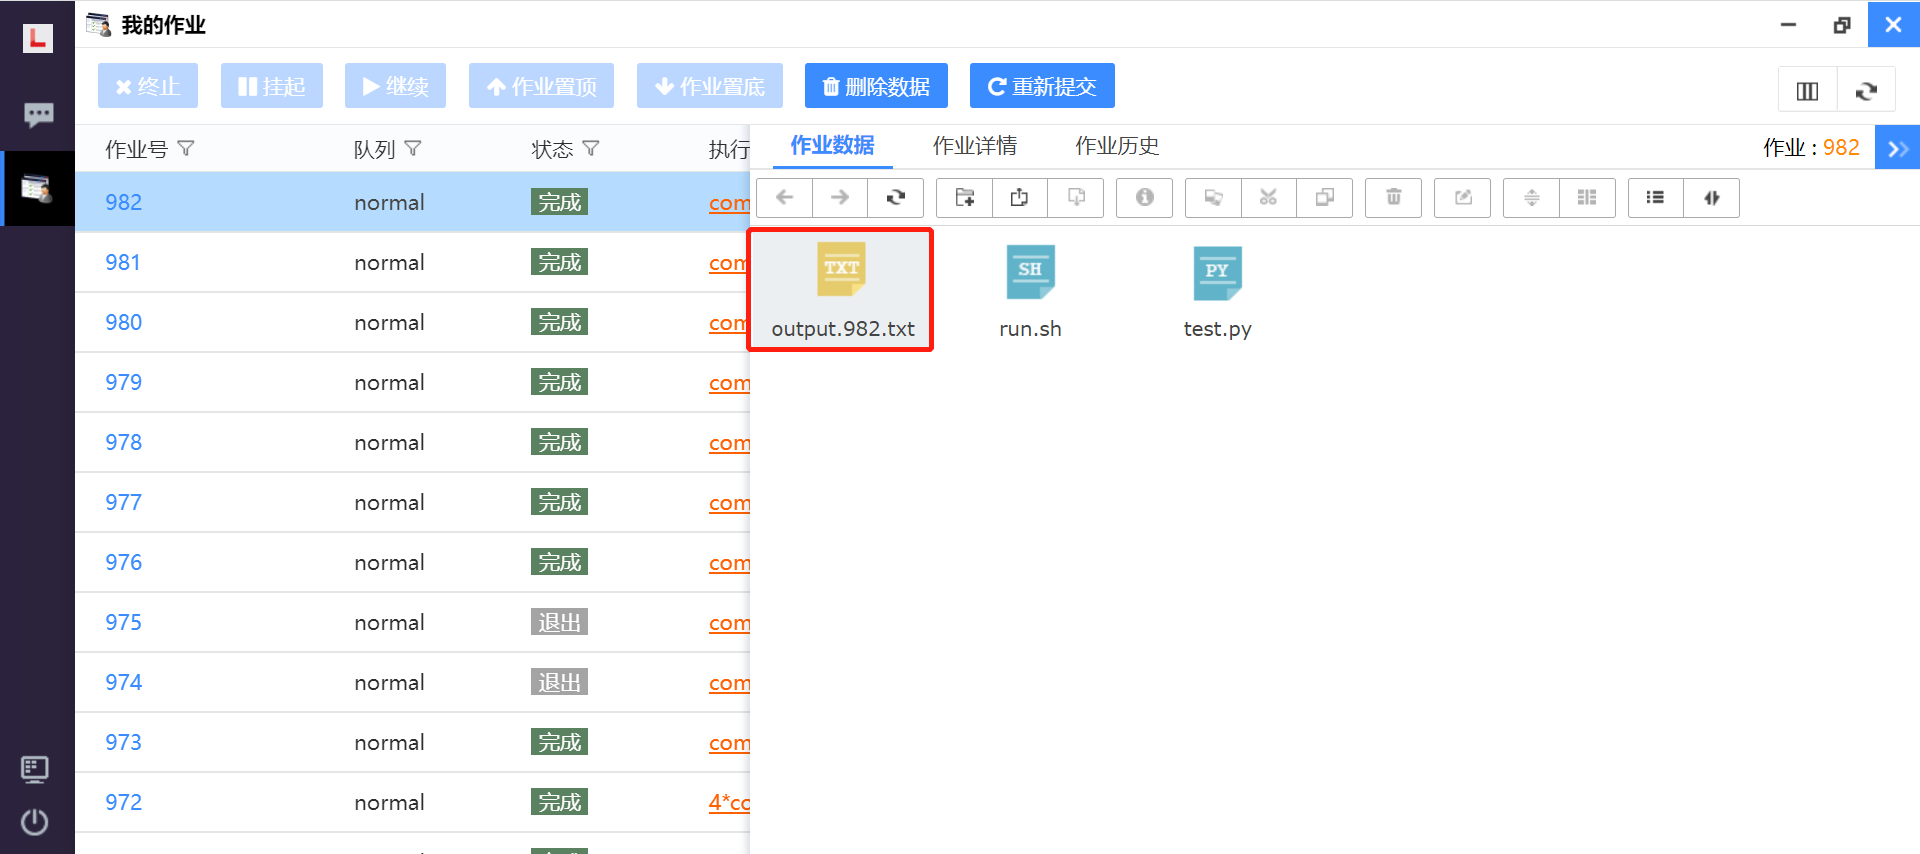 我的作业
终止 挂起 继续 作业置顶 作业置底 删除数据 重新提交
作业号 队列 状态 执行
作业数据 作业详情 作业历史 作业 : 982
982 normal 完成 com
981 normal 完成 com
980 normal 完成 com
979 normal 完成 com
978 normal 完成 com
977 normal 完成 com
976 normal 完成 com
975 normal 退出 com
974 normal 退出 com
973 normal 完成 com
972 normal 完成 4*co
TXT SH PY
output.982.txt run.sh test.py